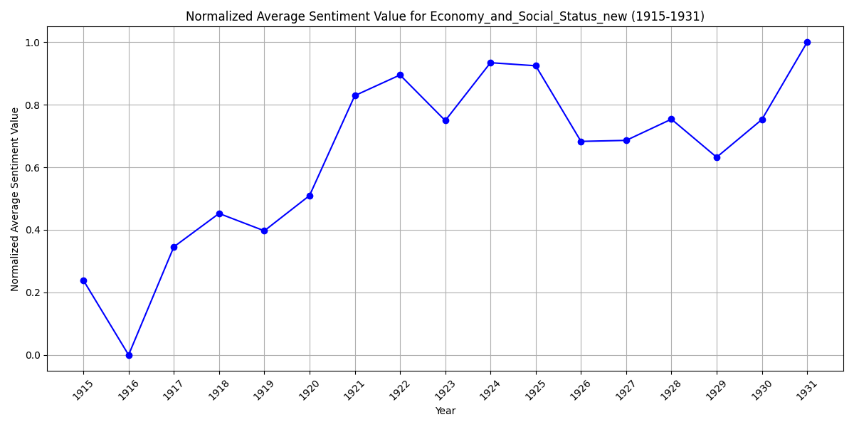 Normalized Average Sentiment Value for Economy_and_Social_Status_new (1915-1931)
Normalized Average Sentiment Value
1.0
0.8
0.6
0.4
0.2
0.0
1915 1916 1917 1918 1919 1920 1921 1922 1923 1924 1925 1926 1927 1928 1929 1930 1931
Year